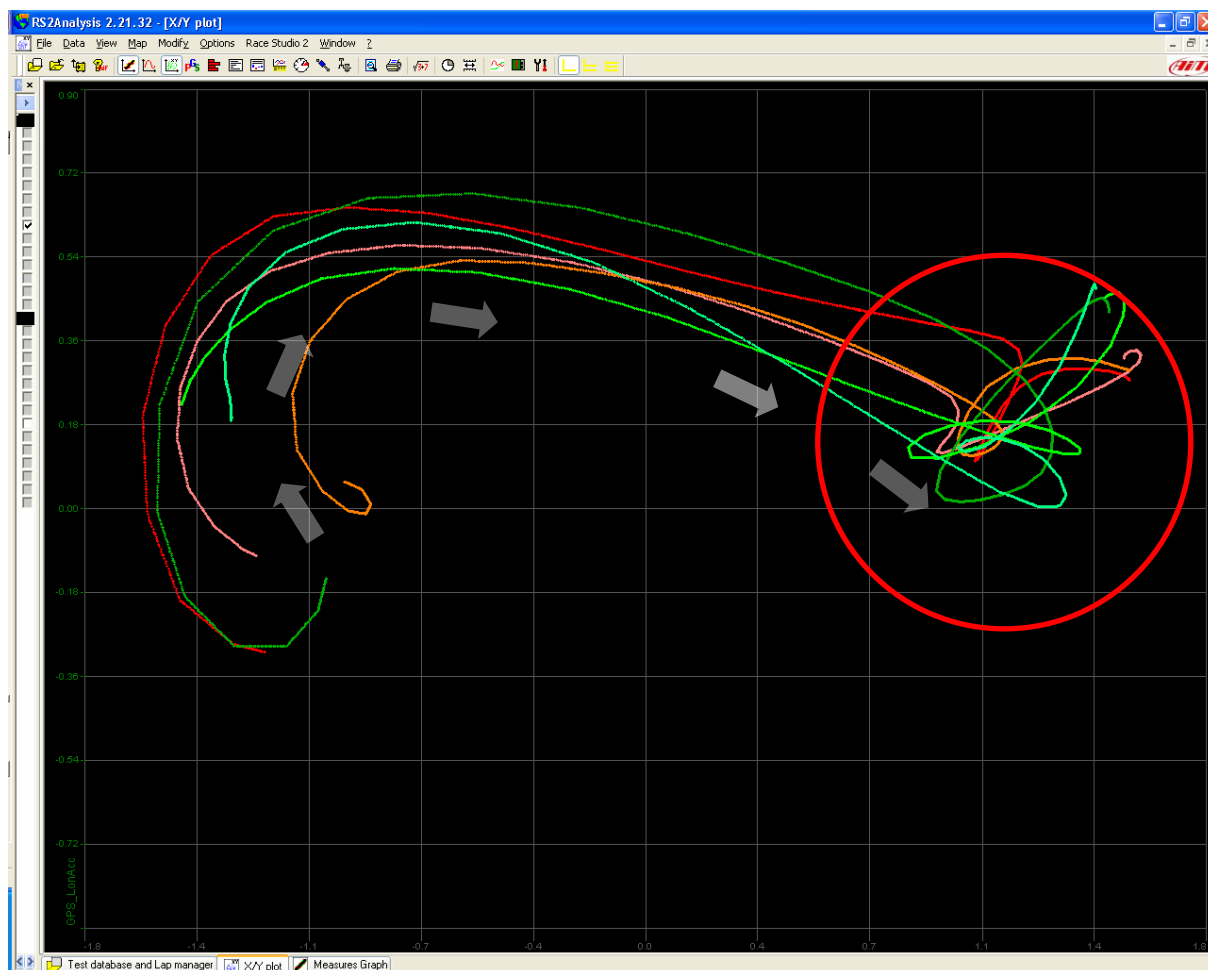 RS2Analysis 2.21.32 - [X/Y plot]
File Data View Map Modify Options Race Studio 2 Window ?
AiM
0.90
0.72
0.54
0.36
0.18
0.00
-0.18
-0.36
-0.54
-0.72
GPS_LonAcc
-1.8 -1.4 -1.1 -0.7 -0.4 0.0 0.4 0.7 1.1 1.4 1.8
Test database and Lap manager X/Y plot Measures Graph